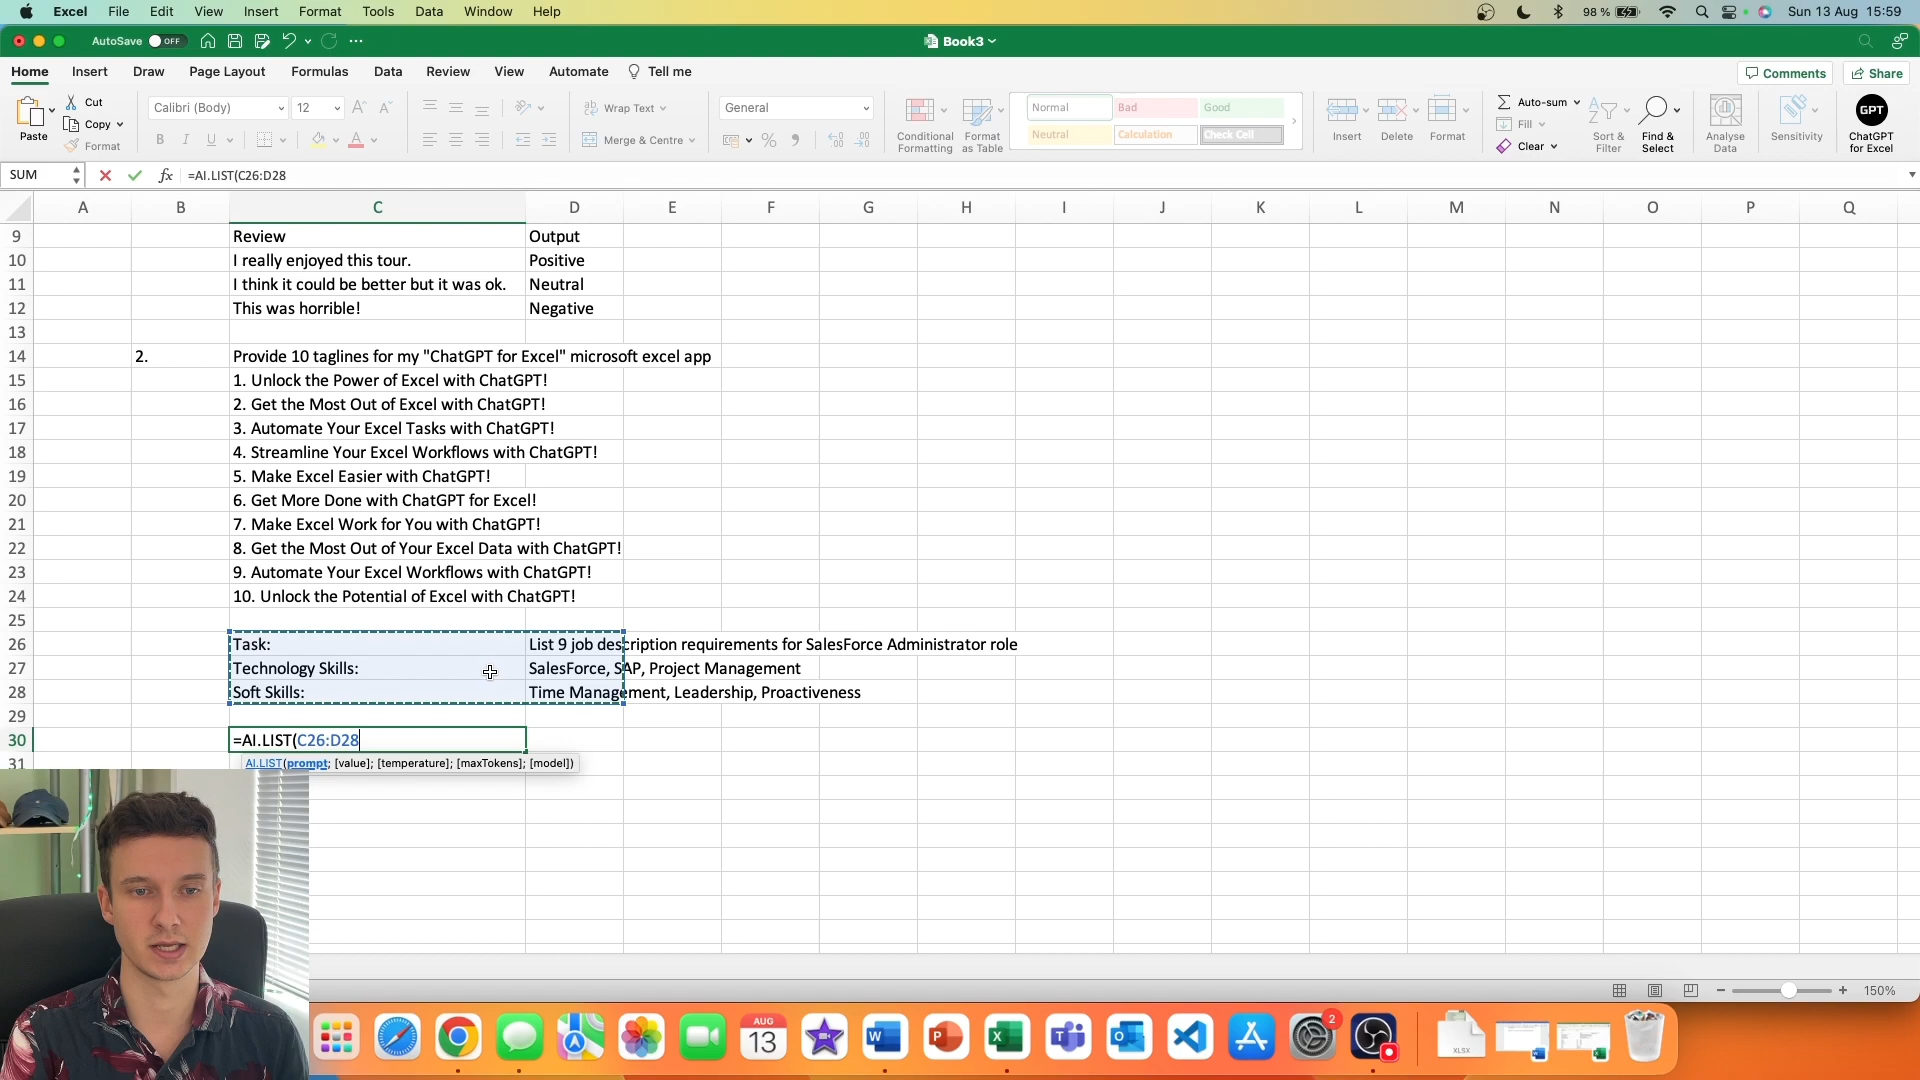 Excel File Edit View Insert Format Tools Data Window Help 98 % Sun 13 Aug 15:59
AutoSave OFF Book3
Home Insert Draw Page Layout Formulas Data Review View Automate Tell me Comments Share
Paste Cut Copy Format
Calibri (Body) 12 A A
B I U A
Wrap Text
Merge & Centre
General
%
Conditional Formatting
Format as Table
Normal Bad Good
Neutral Calculation Check Cell
Insert Delete Format
Auto-sum
Fill
Clear
Sort & Filter
Find & Select
Analyse Data
Sensitivity
GPT
ChatGPT for Excel
SUM fx =AI.LIST(C26:D28
A B C D E F G H I J K L M N O P Q
9 Review Output
10 I really enjoyed this tour. Positive
11 I think it could be better but it was ok. Neutral
12 This was horrible! Negative
13
14 2. Provide 10 taglines for my "ChatGPT for Excel" microsoft excel app
15 1. Unlock the Power of Excel with ChatGPT!
16 2. Get the Most Out of Excel with ChatGPT!
17 3. Automate Your Excel Tasks with ChatGPT!
18 4. Streamline Your Excel Workflows with ChatGPT!
19 5. Make Excel Easier with ChatGPT!
20 6. Get More Done with ChatGPT for Excel!
21 7. Make Excel Work for You with ChatGPT!
22 8. Get the Most Out of Your Excel Data with ChatGPT!
23 9. Automate Your Excel Workflows with ChatGPT!
24 10. Unlock the Potential of Excel with ChatGPT!
25
26 Task: List 9 job description requirements for SalesForce Administrator role
27 Technology Skills: SalesForce, SAP, Project Management
28 Soft Skills: Time Management, Leadership, Proactiveness
29
30 =AI.LIST(C26:D28
31 AI.LIST(prompt; [value]; [temperature]; [maxTokens]; [model])
150%
AUG
13
W P X T O 2
XLSX